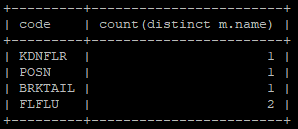 +---------+------------------------+
| code    | count(distinct m.name) |
+---------+------------------------+
| KDNFLR  |                      1 |
| POSN    |                      1 |
| BRKTAIL |                      1 |
| FLFLU   |                      2 |
+---------+------------------------+